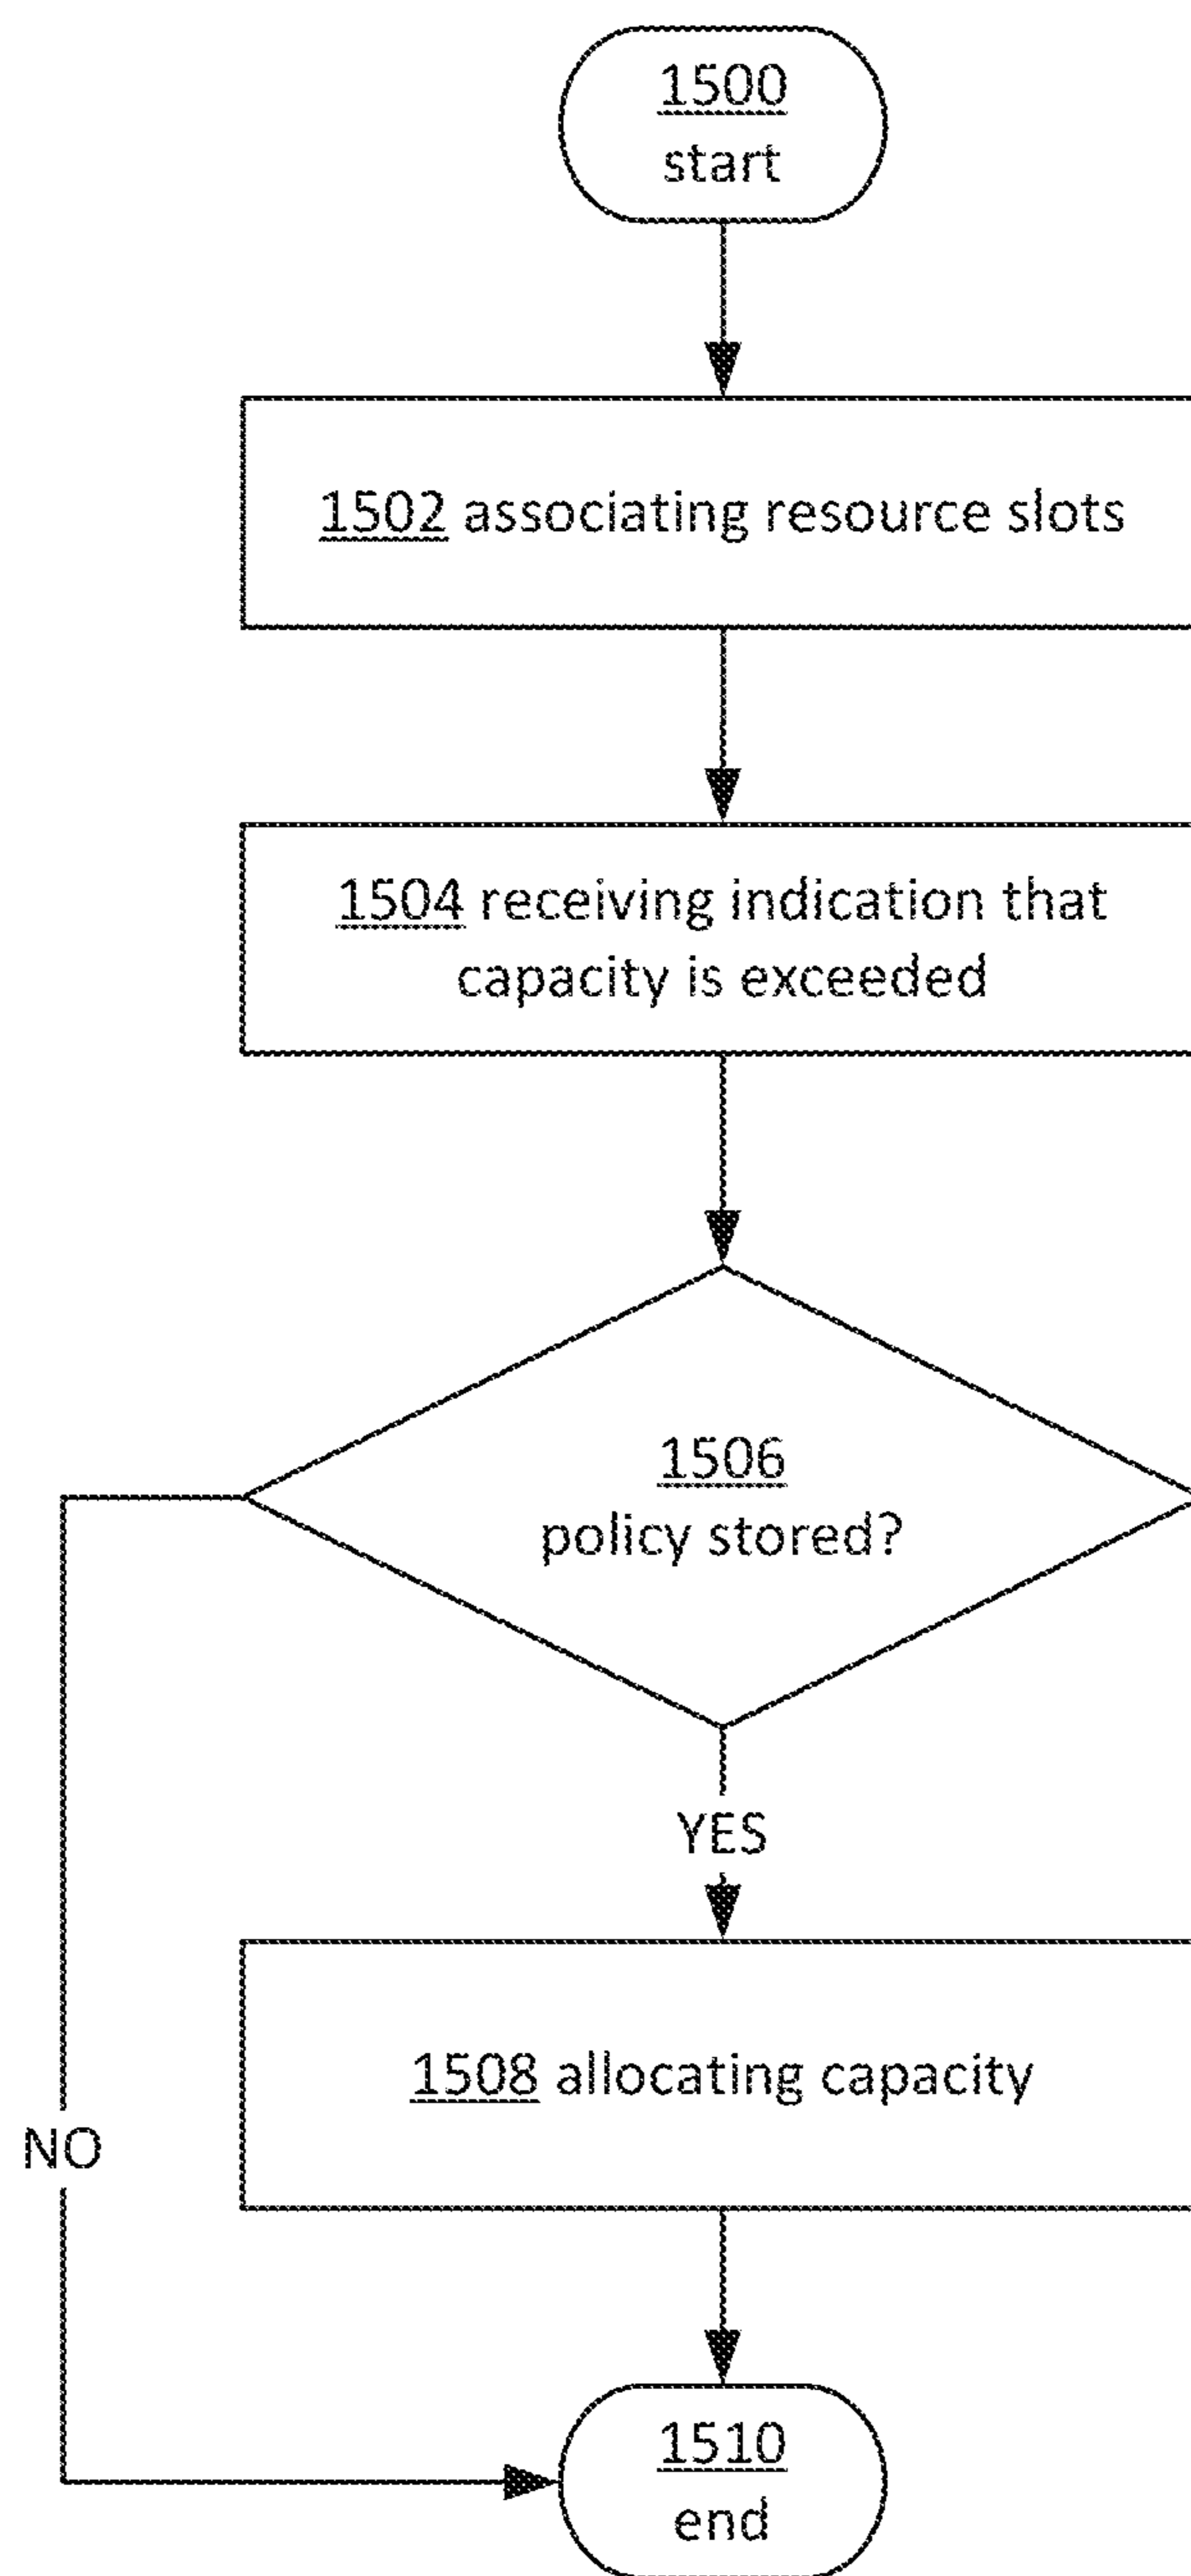 1500
start
1502 associating resource slots
1504 receiving indication that
capacity is exceeded
1506
policy stored?
YES
1508 allocating capacity
NO
1510
end